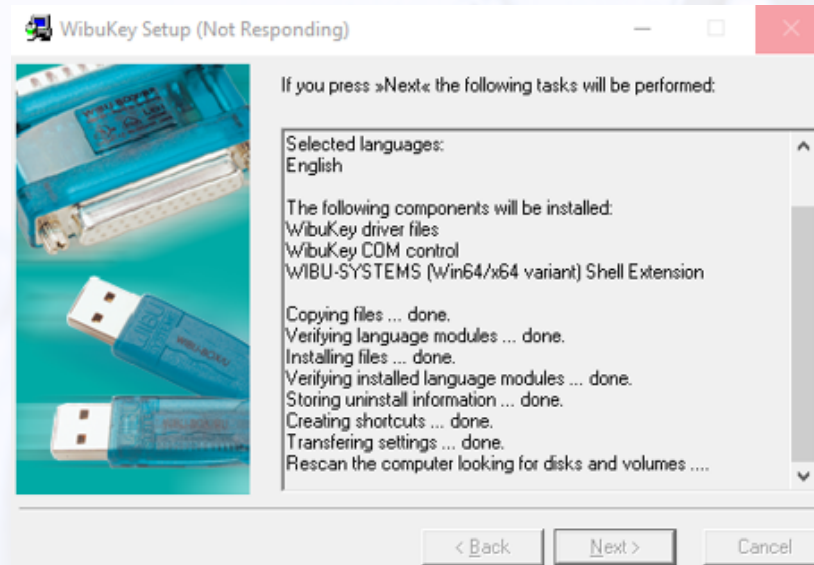 WibuKey Setup (Not Responding)
If you press »Next« the following tasks will be performed:
Selected languages:
English
The following components will be installed:
WibuKey driver files
WibuKey COM control
WIBU-SYSTEMS (Win64/x64 variant) Shell Extension
Copying files ... done.
Verifying language modules ... done.
Installing files ... done.
Verifying installed language modules ... done.
Storing uninstall information ... done.
Creating shortcuts ... done.
Transfering settings ... done.
Rescan the computer looking for disks and volumes ....
< Back
Next >
Cancel